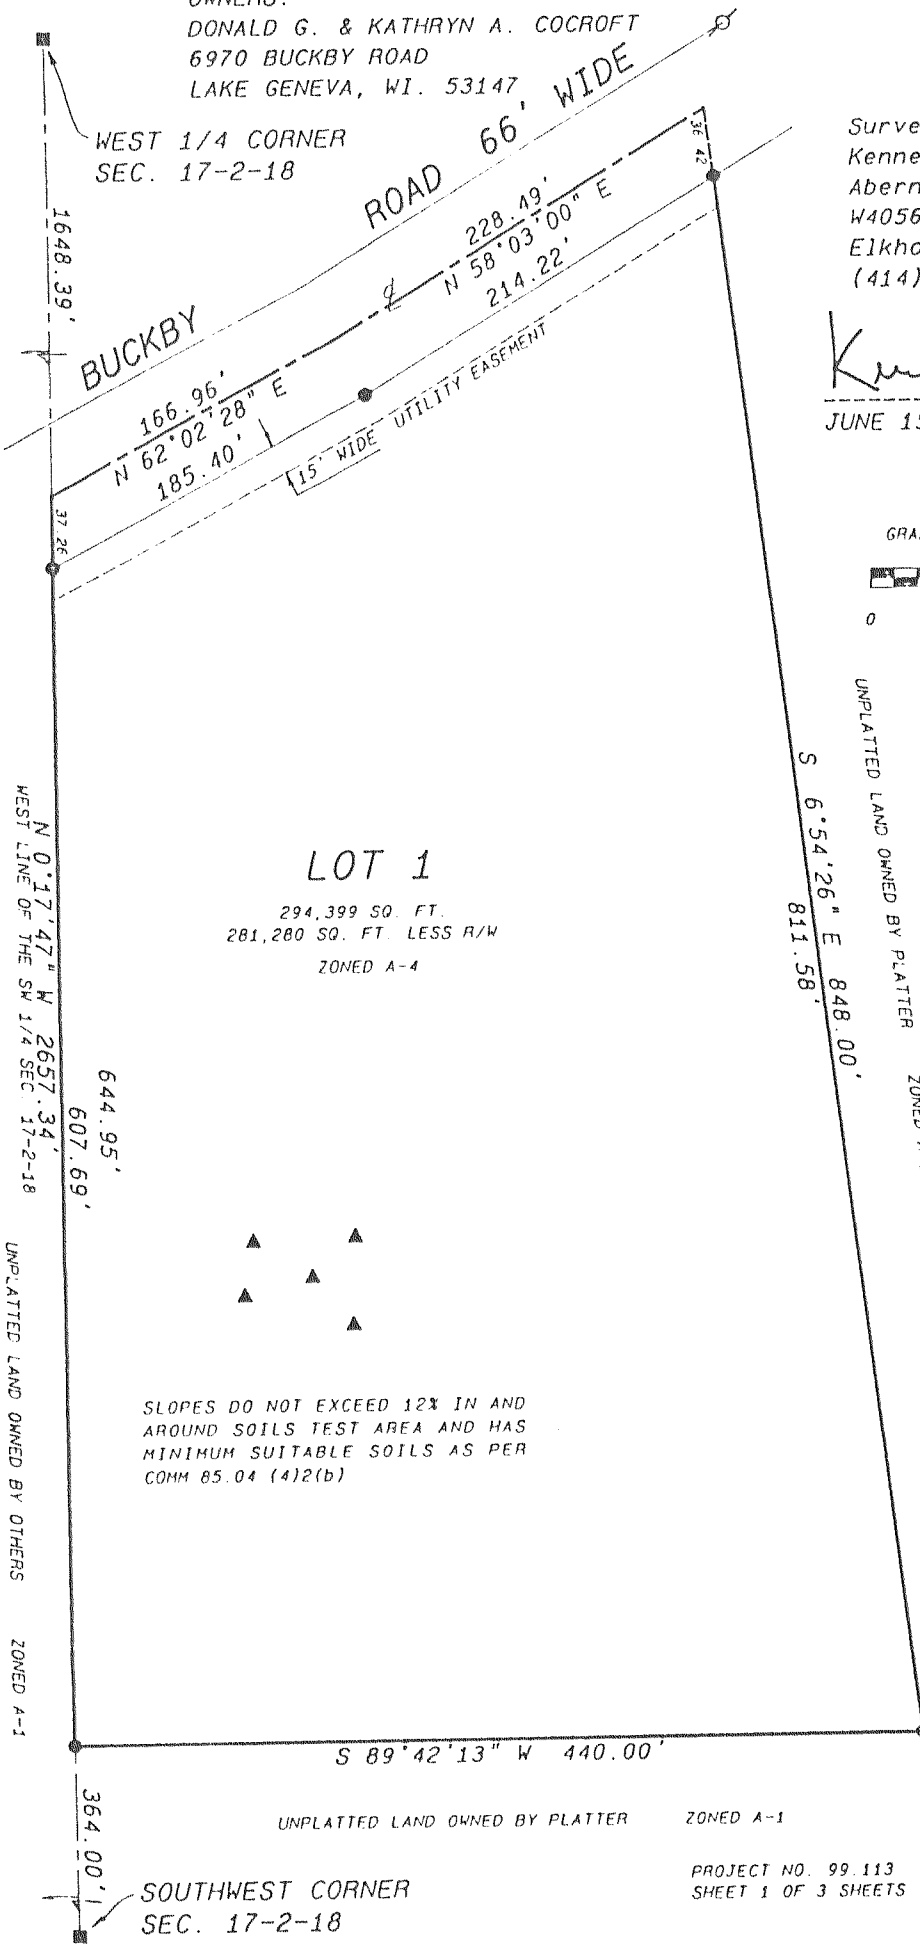 OWNERS:
DONALD G. & KATHRYN A. COCROFT
6970 BUCKBY ROAD
LAKE GENEVA, WI. 53147
WEST 1/4 CORNER
SEC. 17-2-18
1648.39'
BUCKBY ROAD 66' WIDE
36.42
228.49'
N 58°03'00" E
214.22'
166.96'
N 62°02'28" E
185.40'
15' WIDE UTILITY EASEMENT
37.26
(414)
W4056
JUNE
0
UNPLATTED LAND OWNED BY PLATTER
S 6°54'26" E 848.00'
811.58'
LOT 1
294,399 SQ. FT.
281,280 SQ. FT. LESS R/W
ZONED A-4
N 0°17'47" W 2657.34'
WEST LINE OF THE SW 1/4 SEC. 17-2-18
644.95'
607.69'
UNPLATTED LAND OWNED BY OTHERS ZONED A-1
SLOPES DO NOT EXCEED 12% IN AND
AROUND SOILS TEST AREA AND HAS
MINIMUM SUITABLE SOILS AS PER
COMM 85.04 (4)2(b)
S 89°42'13" W 440.00'
364.00'
UNPLATTED LAND OWNED BY PLATTER ZONED A-1
SOUTHWEST CORNER
SEC. 17-2-18
PROJECT NO. 99.113
SHEET 1 OF 3 SHEETS